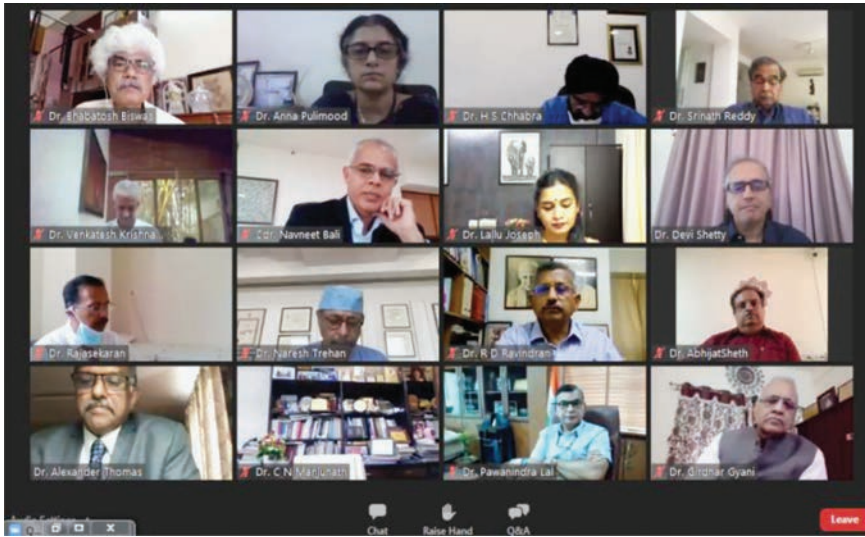 Dr. Bhabatosh Biswas
Dr. Anna Pulimood
Dr. H S Chhabra
Dr. Srinath Reddy
Dr. Venkatesh Krishna...
Cdr. Navneet Bali
Dr. Lallu Joseph
Dr. Devi Shetty
Dr. Rajasekaran
Dr. Naresh Trehan
Dr. R D Ravindran
Dr. AbhijatSheth
Dr. Alexander Thomas
Dr. C N Manjunath
Dr. Pawanindra Lal
Dr. Girdhar Gyani
Audio Settings
Chat
Raise Hand
Q&A
Leave